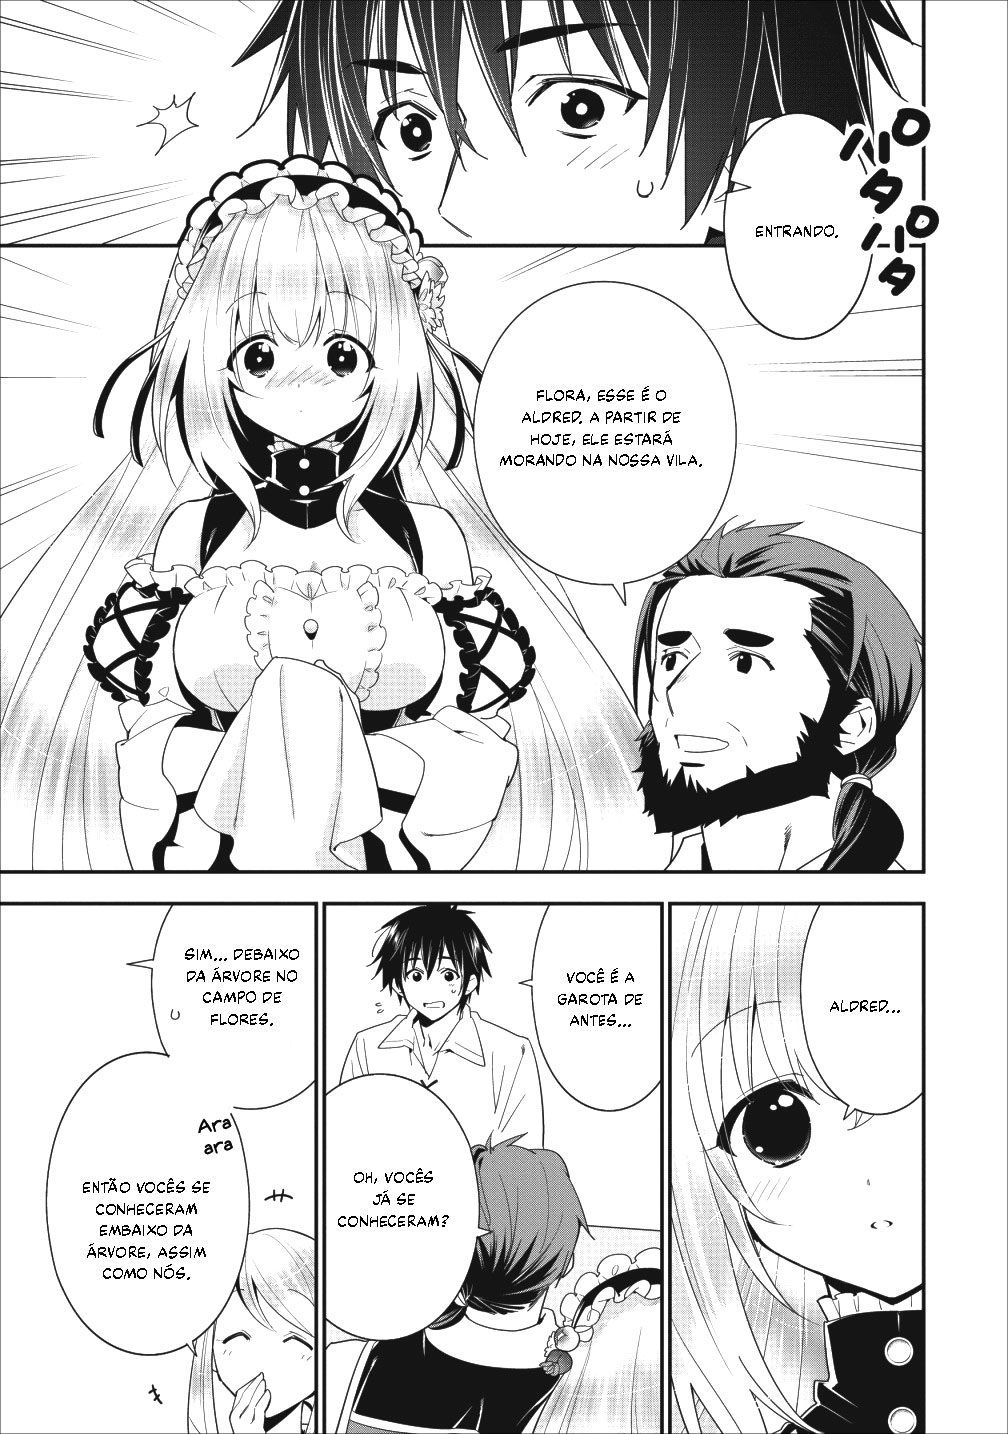 ENTRANDO.
パタ
パタ
FLORA, ESSE É O
ALDRED. A PARTIR DE
HOJE, ELE ESTARÁ
MORANDO NA NOSSA VILA.
ALDRED...
VOCÊ É A
GAROTA DE
ANTES...
OH, VOCÊS
JÁ SE
CONHECERAM?
SIM... DEBAIXO
DA ÁRVORE NO
CAMPO DE
FLORES.
Ara
ara
ENTÃO VOCÊS SE
CONHECERAM
EMBAIXO DA
ÁRVORE, ASSIM
COMO NÓS.